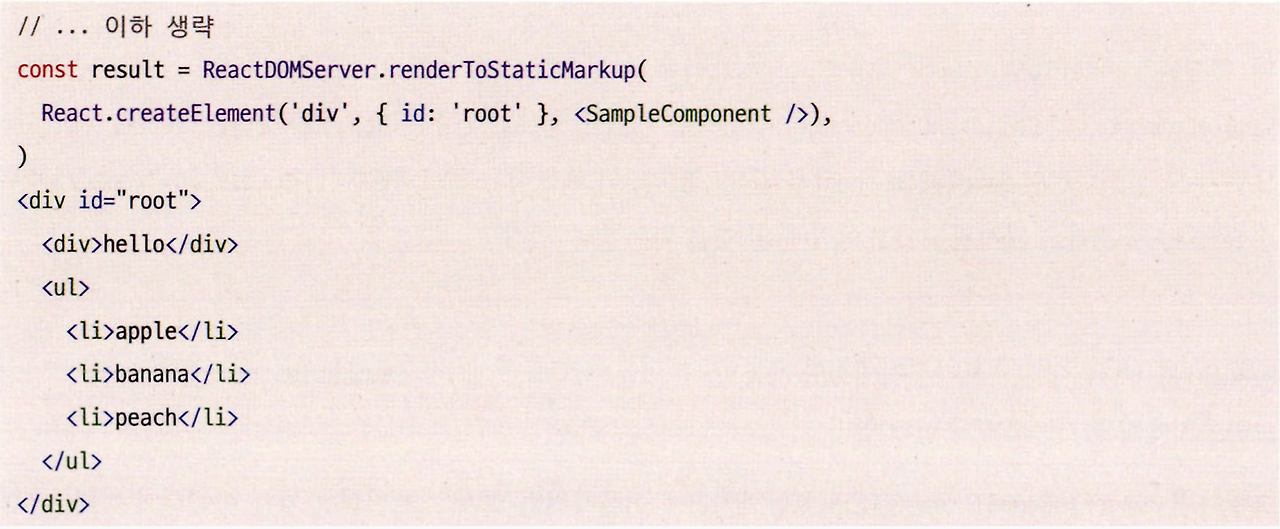 // ... 이하 생략
const result = ReactDOMServer.renderToStaticMarkup(
  React.createElement('div', { id: 'root' }, <SampleComponent />),
)
<div id="root">
  <div>hello</div>
  <ul>
    <li>apple</li>
    <li>banana</li>
    <li>peach</li>
  </ul>
</div>